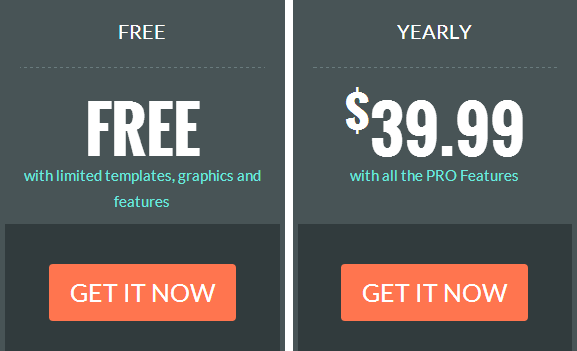 FREE
FREE
with limited templates, graphics and
features
GET IT NOW
YEARLY
$39.99
with all the PRO Features
GET IT NOW